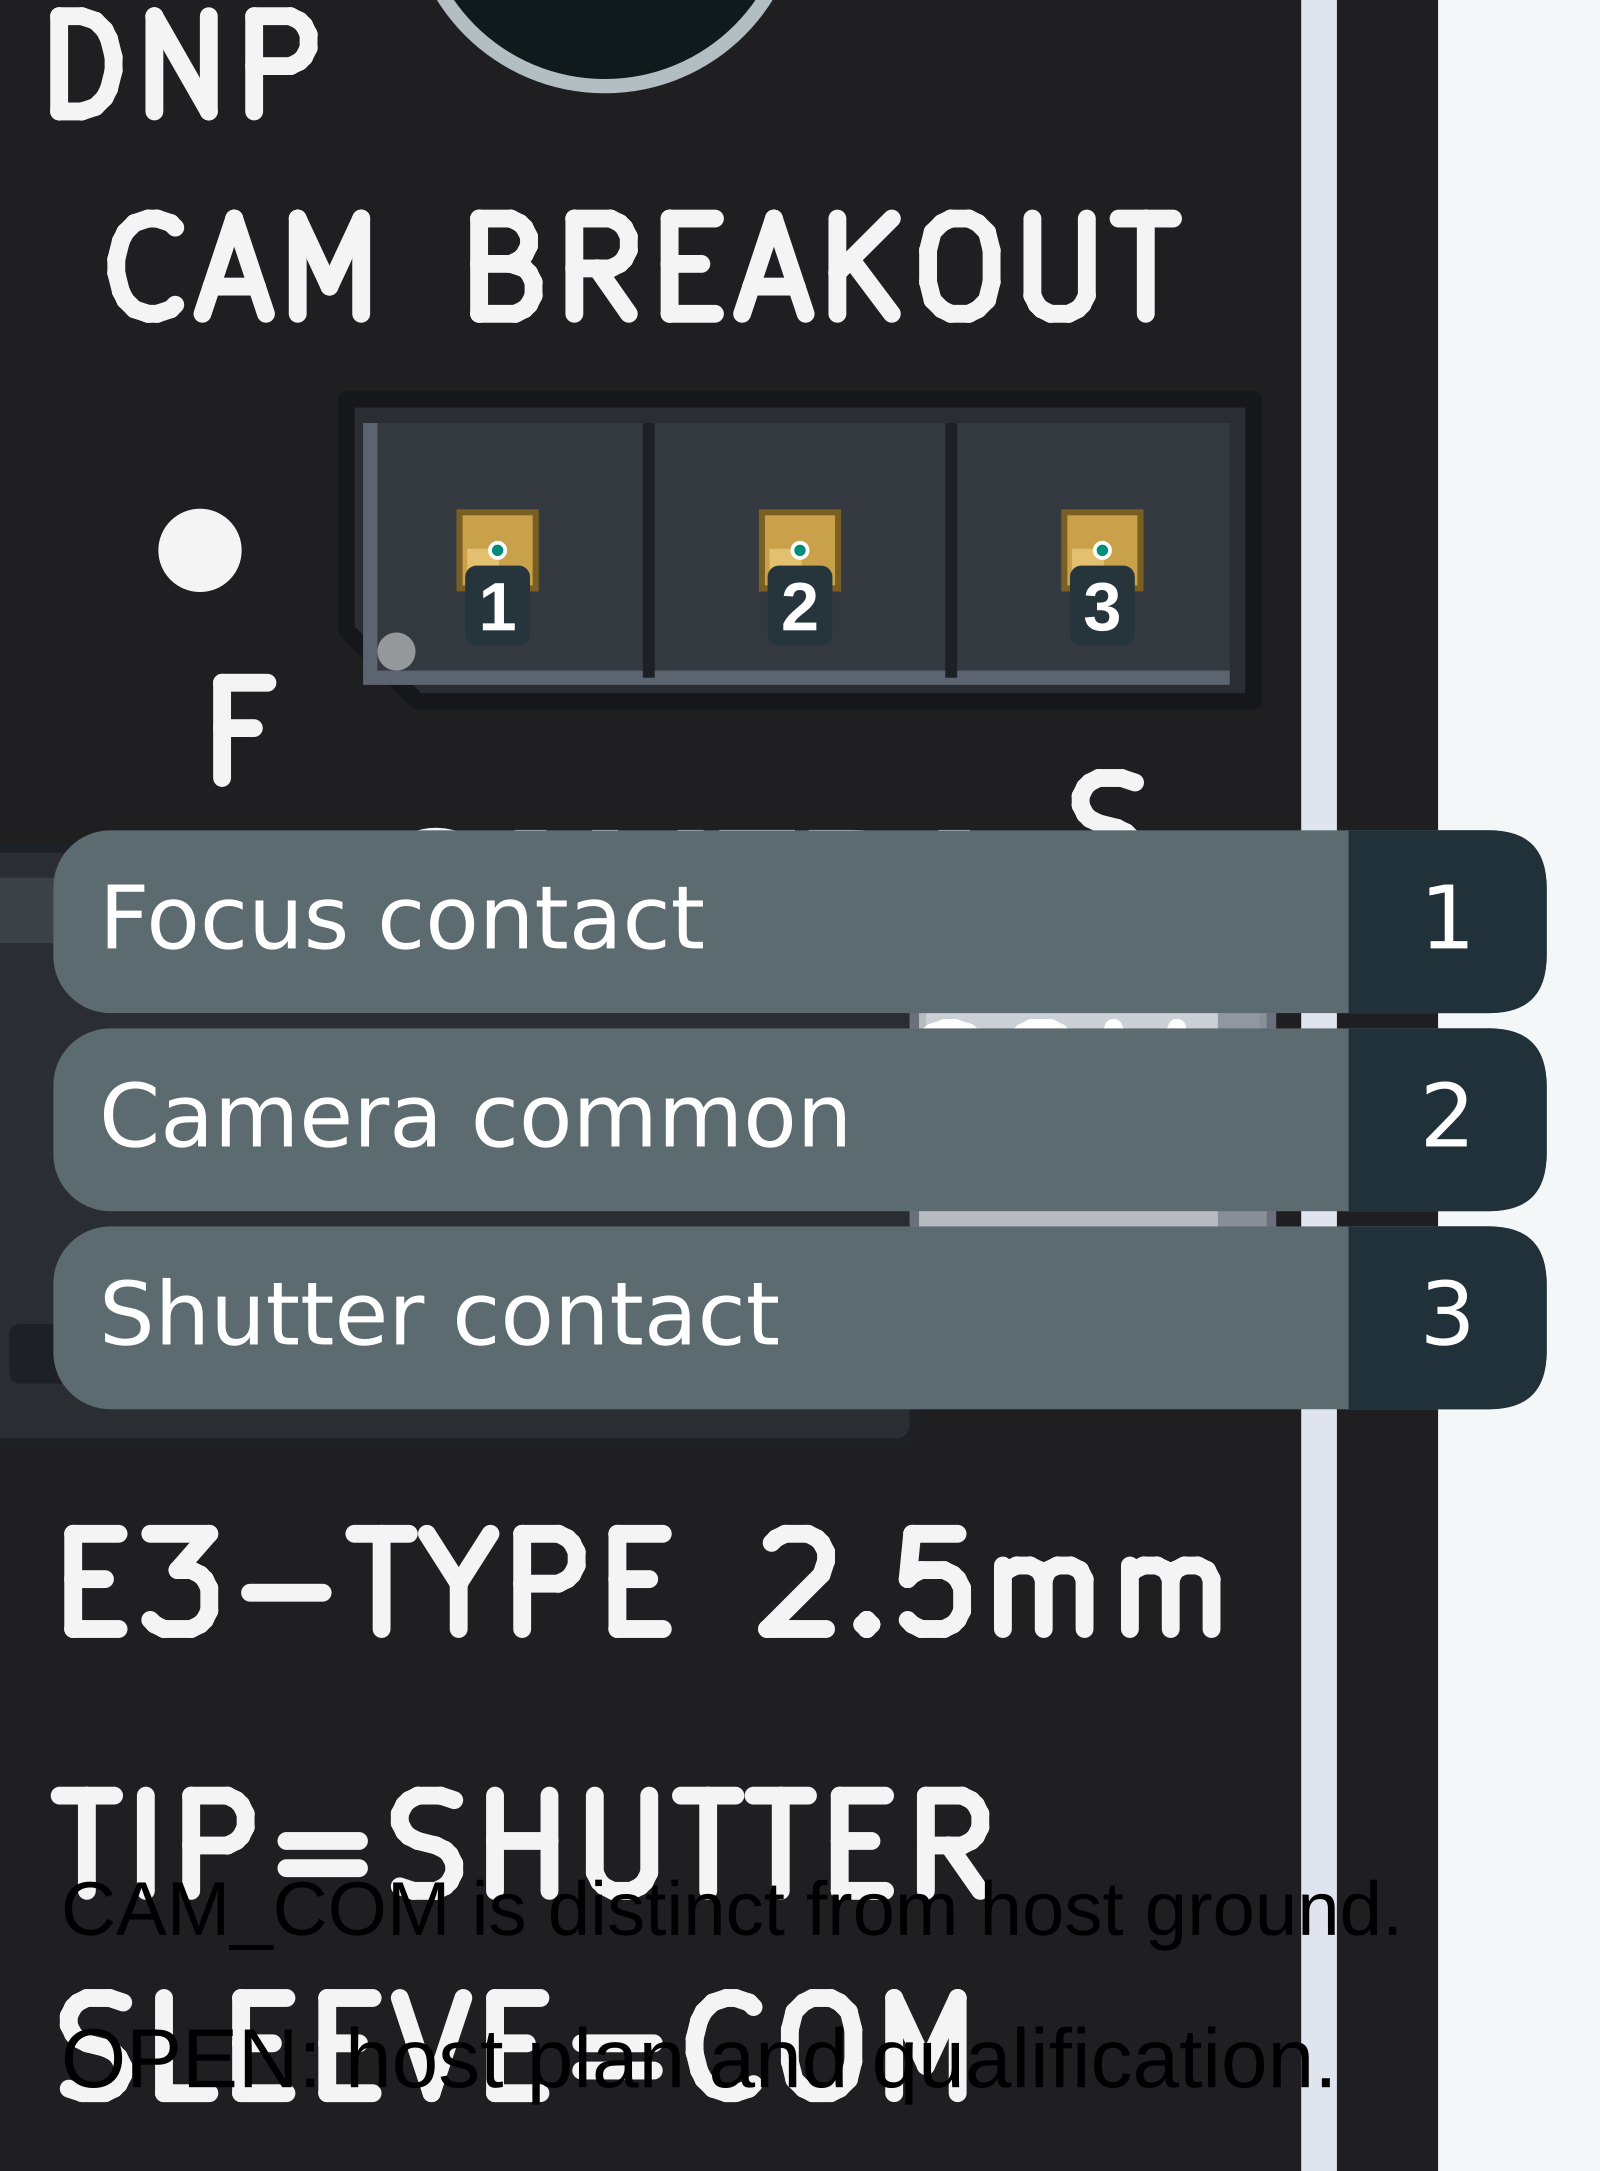 DNP
CAM BREAKOUT
1 2 3
F
S
Focus contact 1
Camera common 2
Shutter contact 3
E3-TYPE 2.5mm
TIP=SHUTTER
CAM_COM is distinct from host ground.
SLEEVE=COM
OPEN: host plan and qualification.